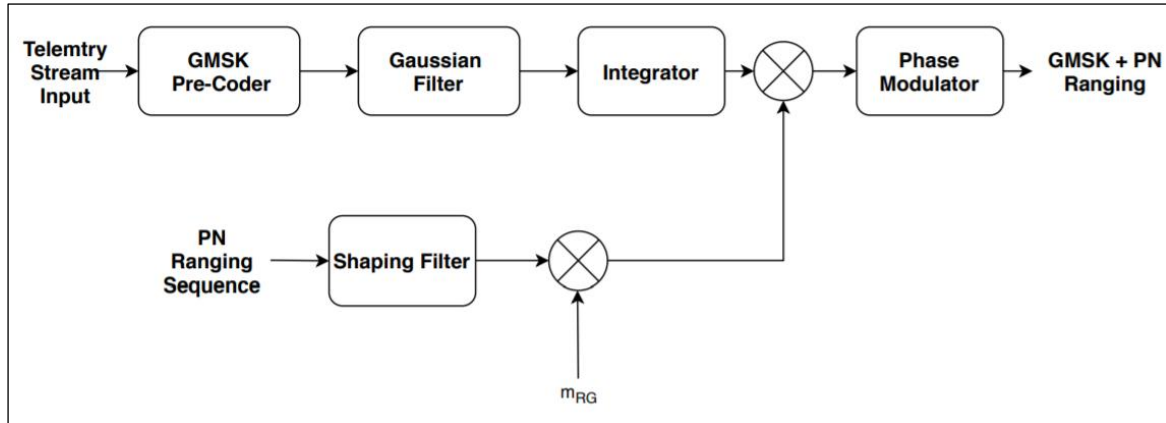 Telemtry
Stream
Input
GMSK
Pre-Coder
Gaussian
Filter
Integrator
Phase
Modulator
GMSK + PN
Ranging
PN
Ranging
Sequence
Shaping Filter
mRG